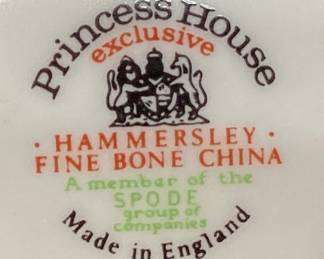 Princess House
exclusive
· HAMMERSLEY ·
FINE BONE CHINA
A member of the
SPODE
group of
companies
Made in England